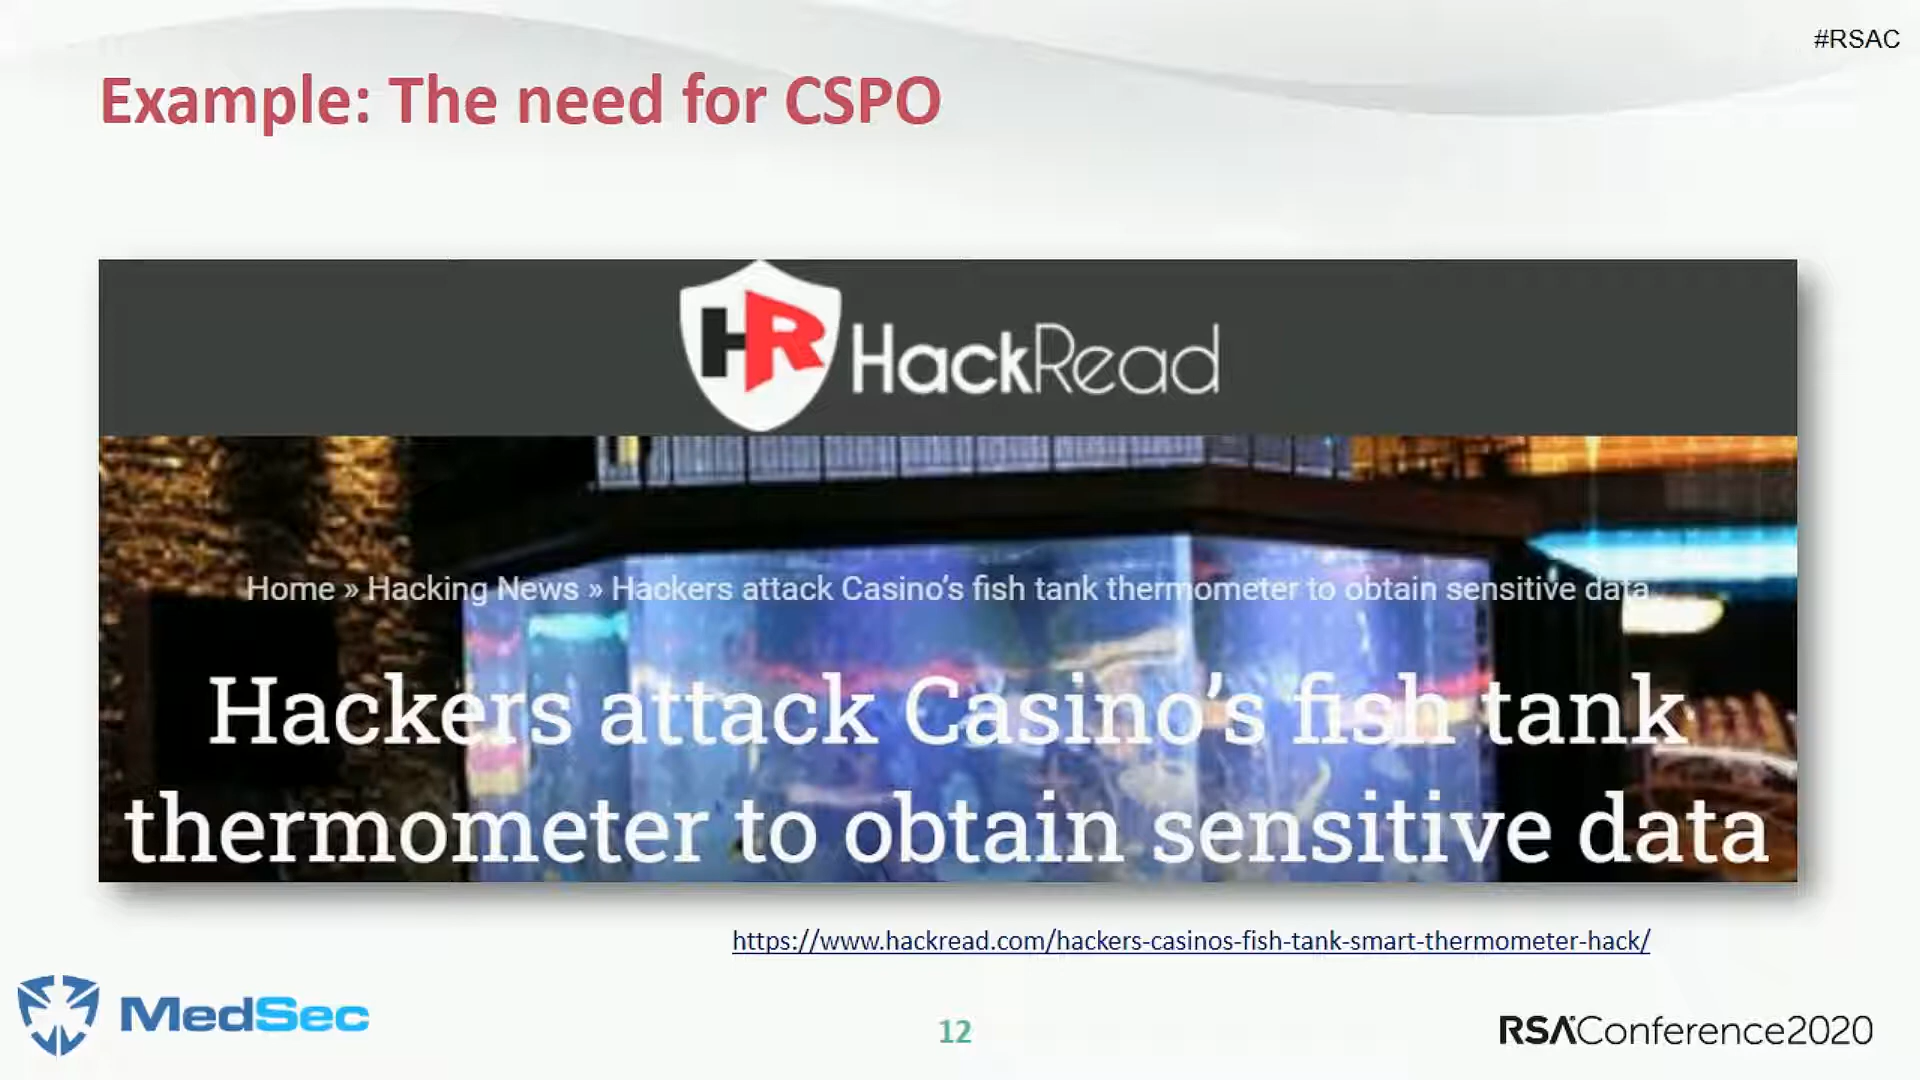 #RSAC
Example: The need for CSPO
HR HackRead
Home » Hacking News » Hackers attack Casino’s fish tank thermometer to obtain sensitive data
Hackers attack Casino’s fish tank
thermometer to obtain sensitive data
https://www.hackread.com/hackers-casinos-fish-tank-smart-thermometer-hack/
MedSec
12
RSAConference2020